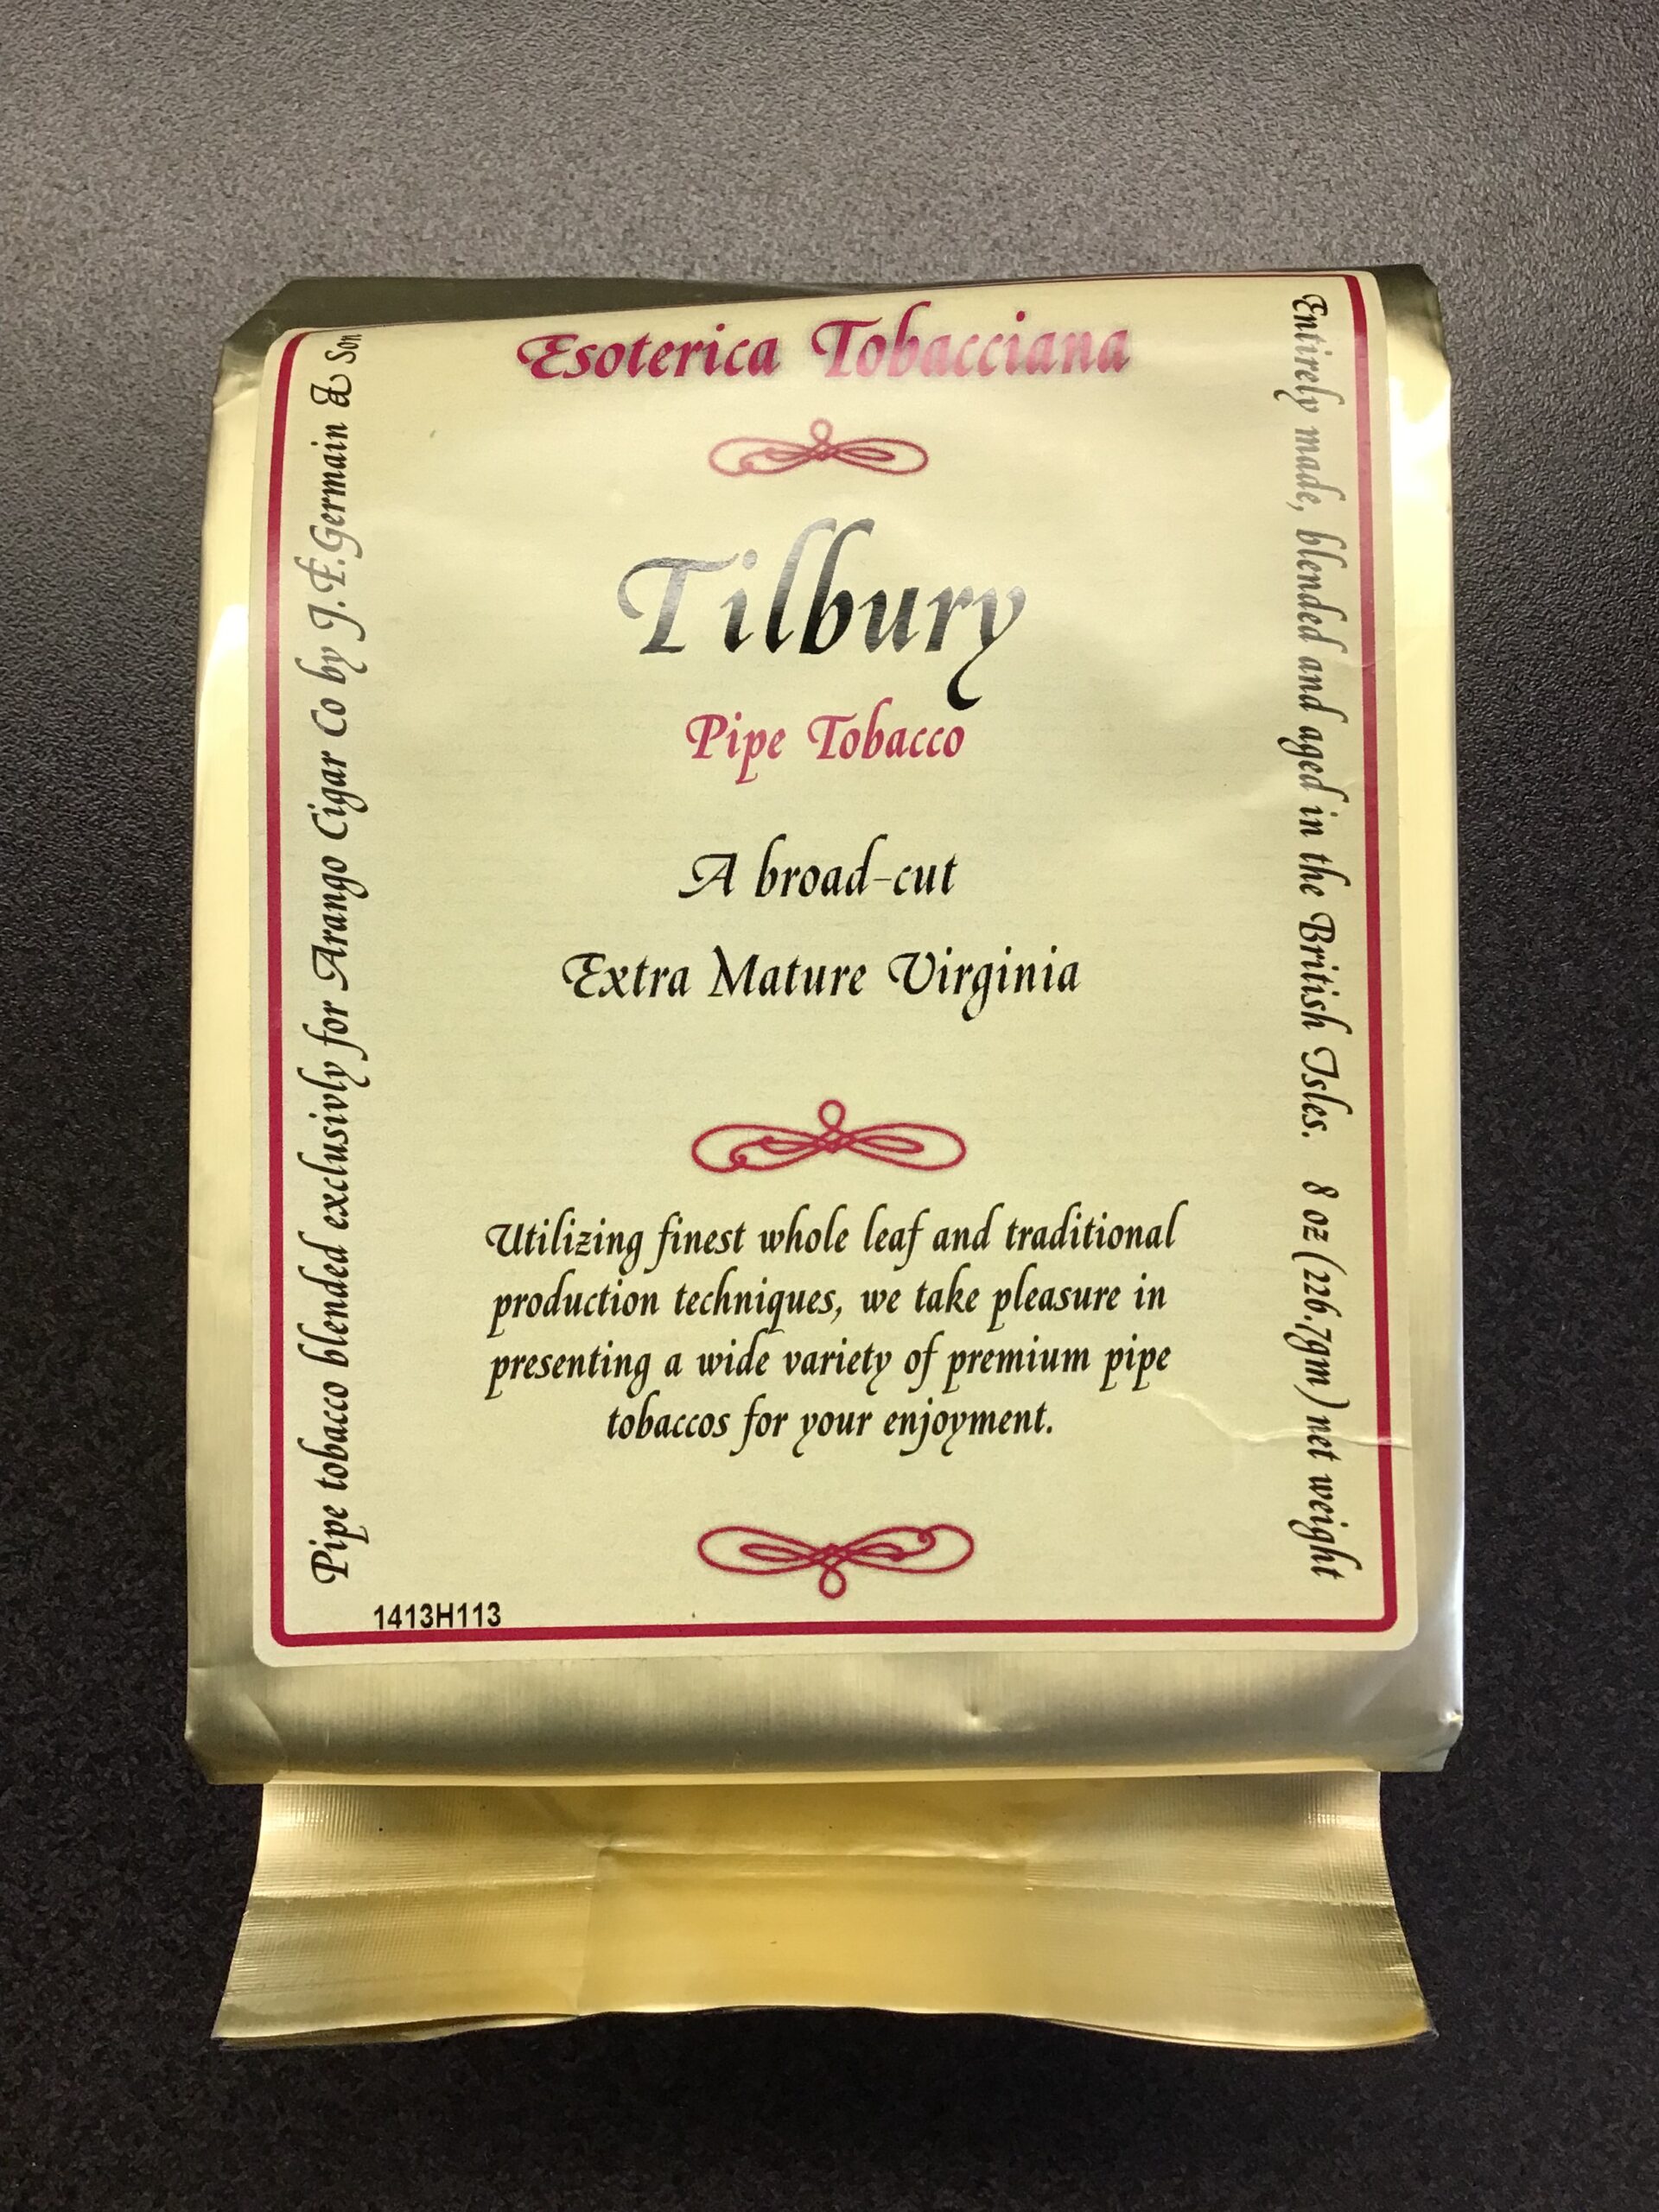 Esoterica Tobacciana
Tilbury
Pipe Tobacco
A broad-cut
Extra Mature Virginia
Utilizing finest whole leaf and traditional
production techniques, we take pleasure in
presenting a wide variety of premium pipe
tobaccos for your enjoyment.
Pipe tobacco blended exclusivly for Arango Cigar Co by J.F.Germain & Son
Entirely made, blended and aged in the British Isles. 8 oz (226.7gm) net weight
1413H113